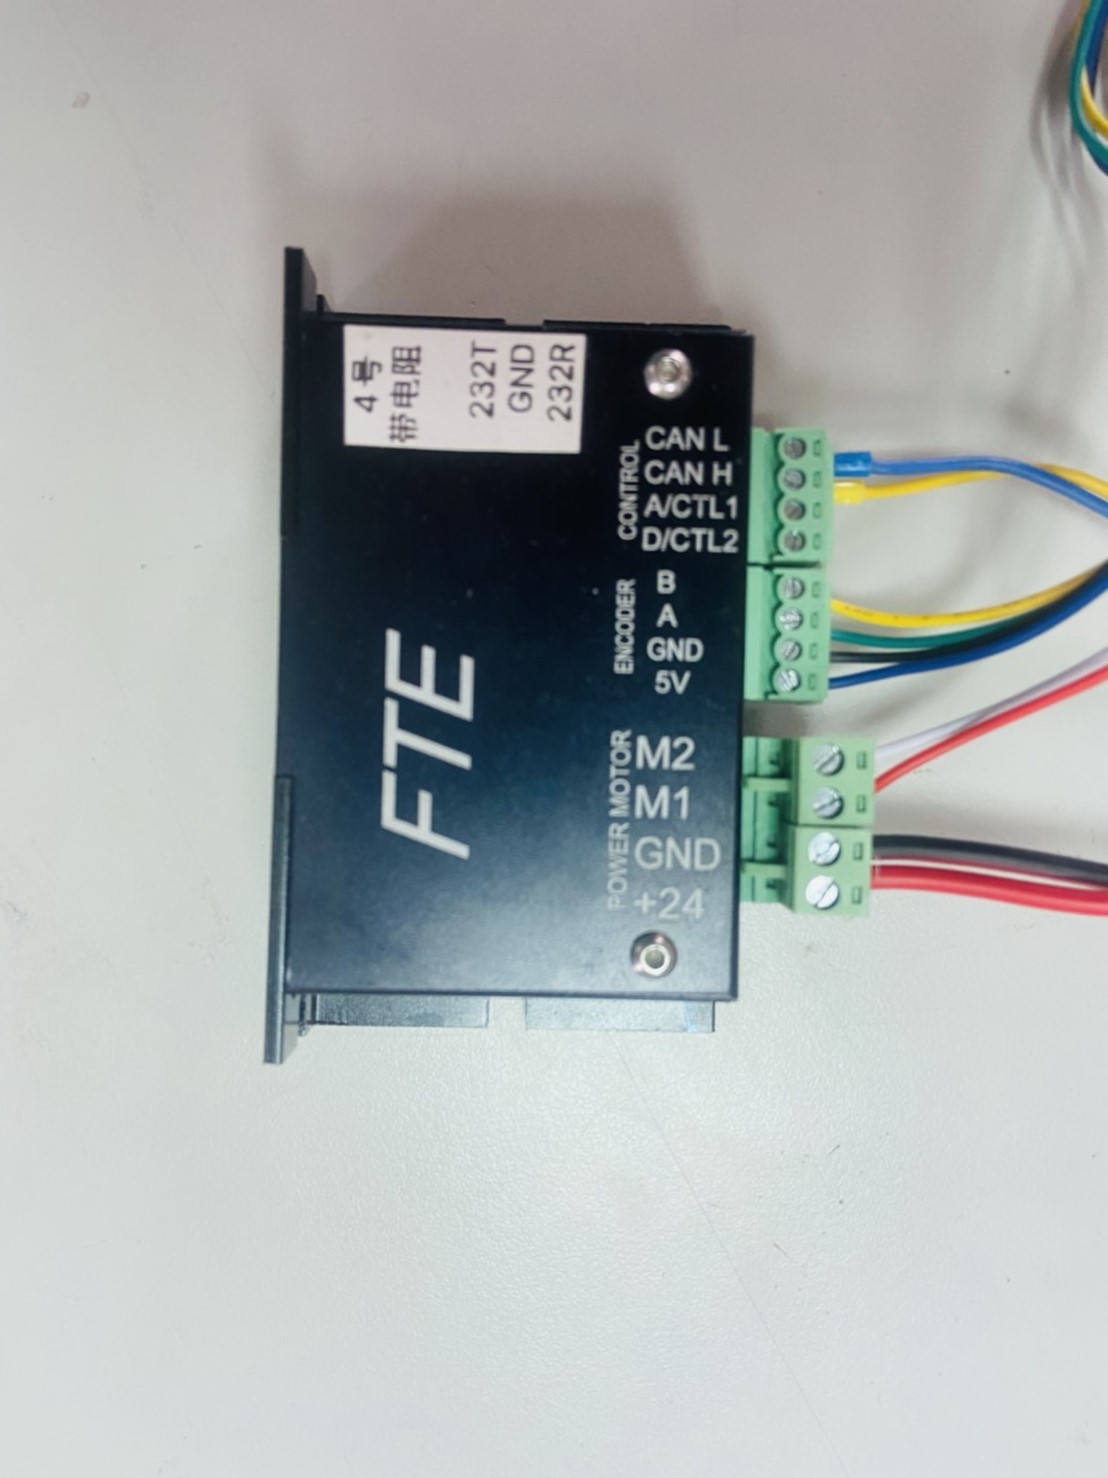 4号
带电阻
232T
GND
232R
CONTROL
CAN L
CAN H
A/CTL1
D/CTL2
ENCODER
B
A
GND
5V
POWER MOTOR
M2
M1
GND
+24
FTE